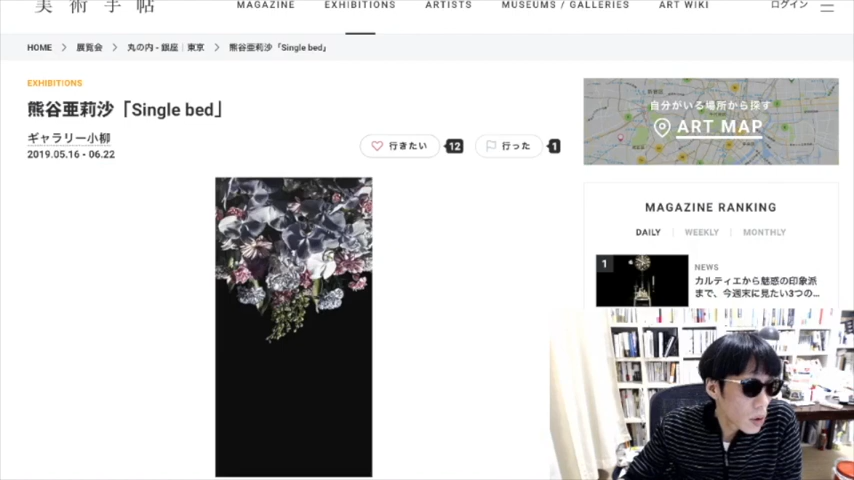 美術手帖
MAGAZINE EXHIBITIONS ARTISTS MUSEUMS / GALLERIES ART WIKI ログイン
HOME > 展覧会 > 丸の内 - 銀座｜東京 > 熊谷亜莉沙「Single bed」
EXHIBITIONS
熊谷亜莉沙「Single bed」
ギャラリー小柳
2019.05.16 - 06.22
行きたい 12 行った 1
自分がいる場所から探す
ART MAP
MAGAZINE RANKING
DAILY WEEKLY MONTHLY
1
NEWS
カルティエから魅惑の印象派
まで、今週末に見たい3つの...